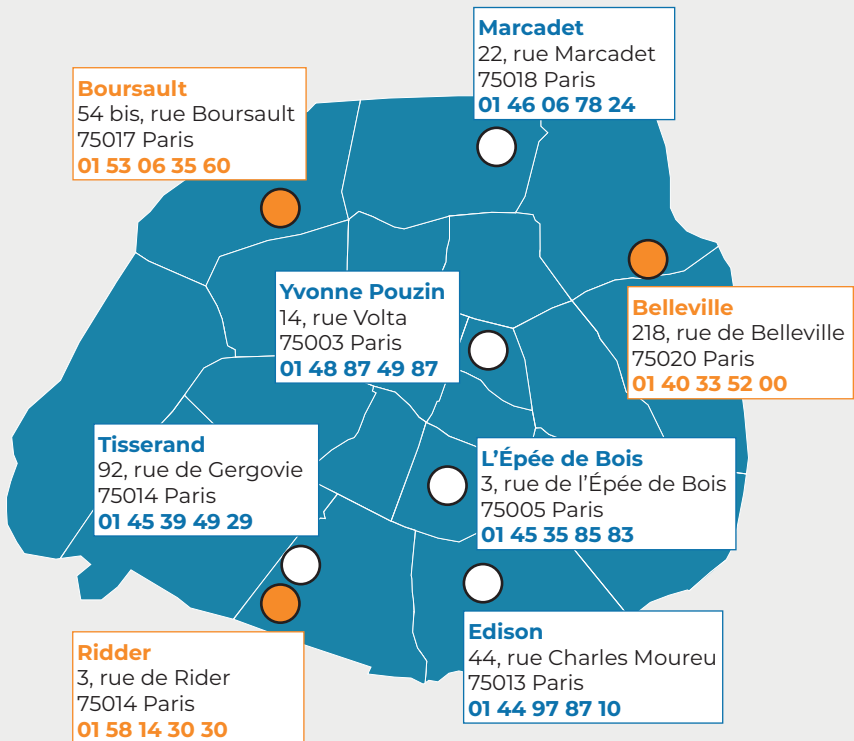 Marcadet
22, rue Marcadet
75018 Paris
01 46 06 78 24
Boursault
54 bis, rue Boursault
75017 Paris
01 53 06 35 60
Yvonne Pouzin
14, rue Volta
75003 Paris
01 48 87 49 87
Belleville
218, rue de Belleville
75020 Paris
01 40 33 52 00
Tisserand
92, rue de Gergovie
75014 Paris
01 45 39 49 29
L'Épée de Bois
3, rue de l'Épée de Bois
75005 Paris
01 45 35 85 83
Edison
44, rue Charles Moureu
75013 Paris
01 44 97 87 10
Ridder
3, rue de Rider
75014 Paris
01 58 14 30 30